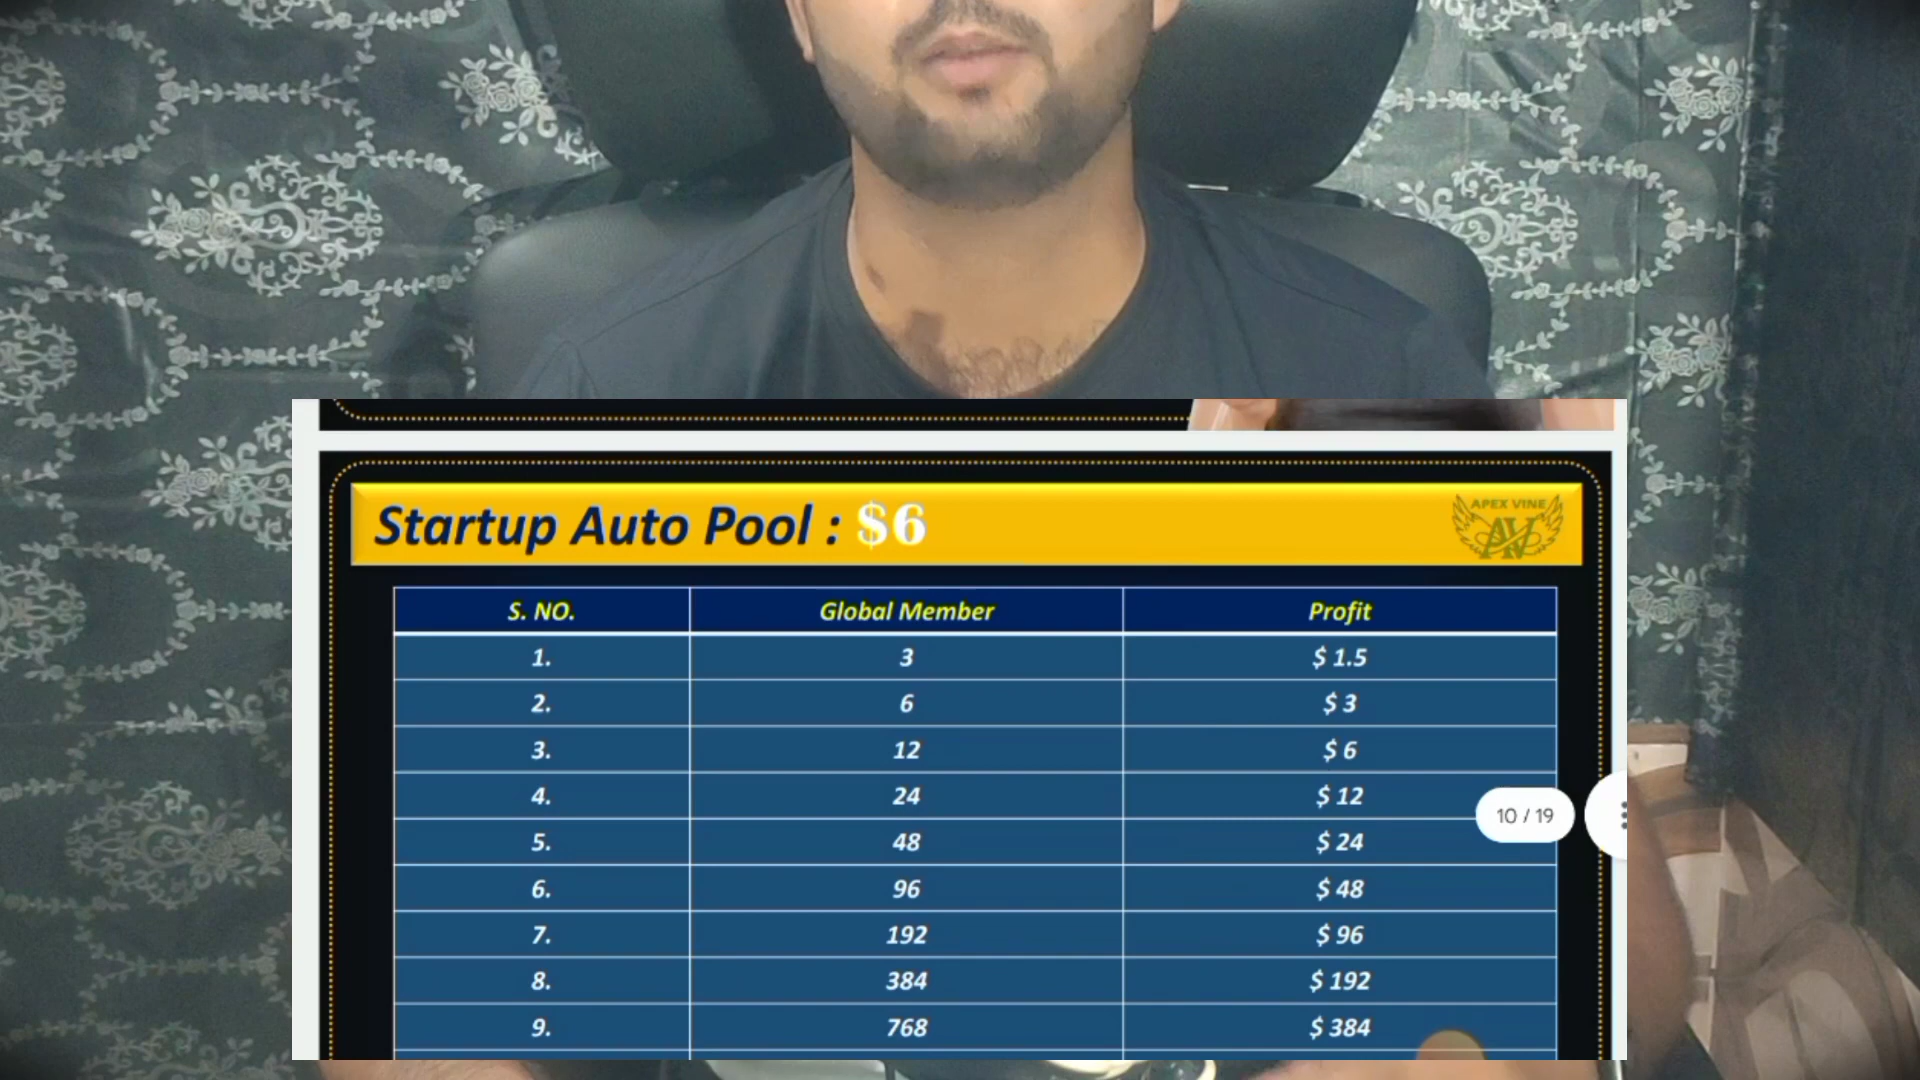 Startup Auto Pool : $6
APEX VINE
AV
S. NO. Global Member Profit
1. 3 $ 1.5
2. 6 $ 3
3. 12 $ 6
4. 24 $ 12
10 / 19
5. 48 $ 24
6. 96 $ 48
7. 192 $ 96
8. 384 $ 192
9. 768 $ 384